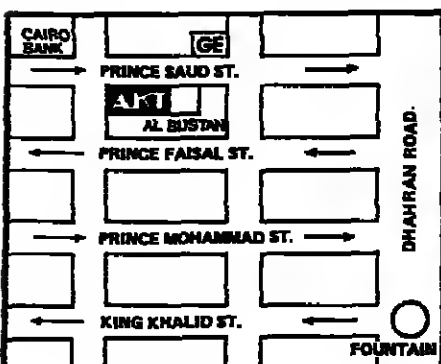 CAIRO
BANK
GE
PRINCE SAUD ST.
AKI
AL BUSTAN
PRINCE FAISAL ST.
DHAHRAN ROAD.
PRINCE MOHAMMAD ST.
KING KHALID ST.
FOUNTAIN